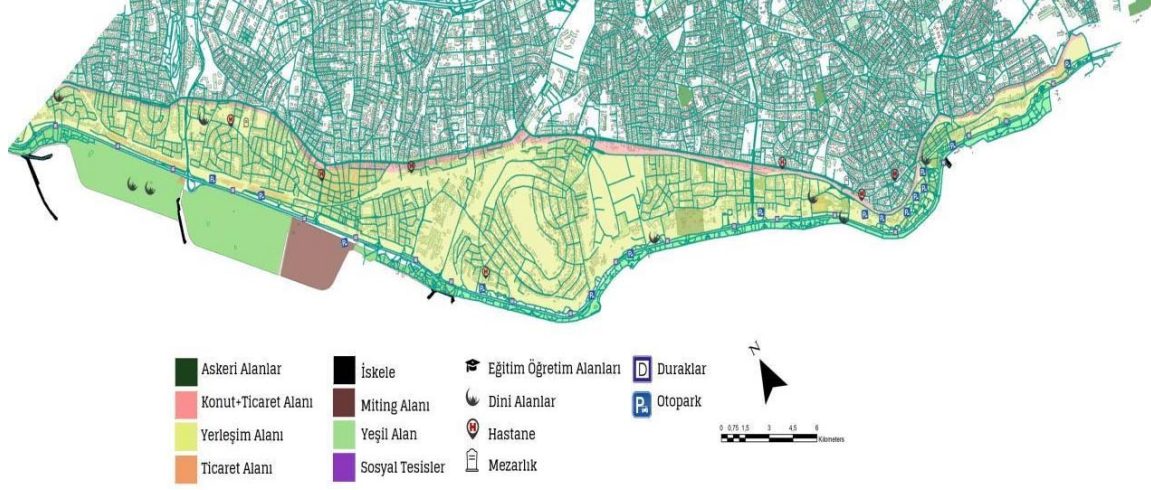 Askeri Alanlar
Konut+Ticaret Alanı
Yerleşim Alanı
Ticaret Alanı
İskele
Miting Alanı
Yeşil Alan
Sosyal Tesisler
Eğitim Öğretim Alanları
Dini Alanlar
H Hastane
Mezarlık
D Duraklar
P Otopark
N
0 0,75 1,5 3 4,5 6
Kilometers